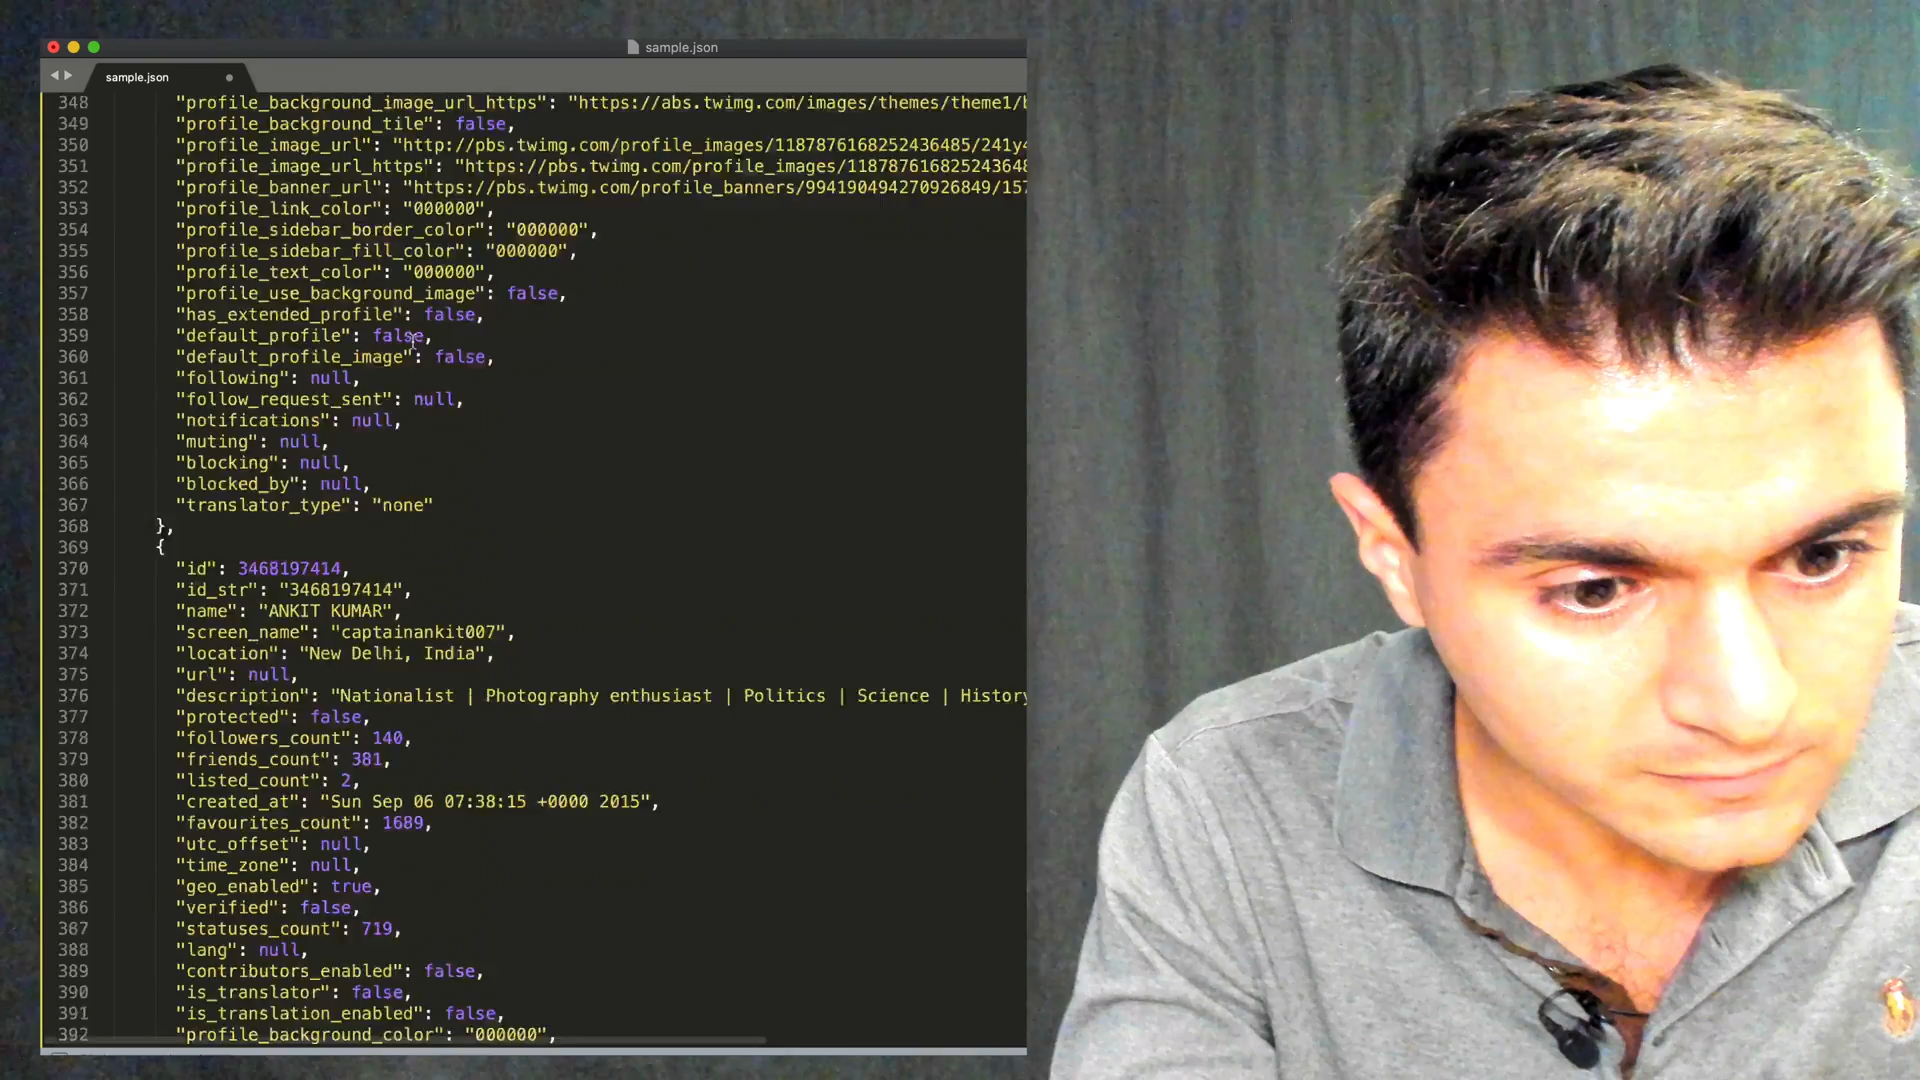 sample.json
sample.json
348 "profile_background_image_url_https": "https://abs.twimg.com/images/themes/theme1/b
349 "profile_background_tile": false,
350 "profile_image_url": "http://pbs.twimg.com/profile_images/1187876168252436485/241y4
351 "profile_image_url_https": "https://pbs.twimg.com/profile_images/118787616825243648
352 "profile_banner_url": "https://pbs.twimg.com/profile_banners/994190494270926849/157
353 "profile_link_color": "000000",
354 "profile_sidebar_border_color": "000000",
355 "profile_sidebar_fill_color": "000000",
356 "profile_text_color": "000000",
357 "profile_use_background_image": false,
358 "has_extended_profile": false,
359 "default_profile": false,
360 "default_profile_image": false,
361 "following": null,
362 "follow_request_sent": null,
363 "notifications": null,
364 "muting": null,
365 "blocking": null,
366 "blocked_by": null,
367 "translator_type": "none"
368 },
369 {
370 "id": 3468197414,
371 "id_str": "3468197414",
372 "name": "ANKIT KUMAR",
373 "screen_name": "captainankit007",
374 "location": "New Delhi, India",
375 "url": null,
376 "description": "Nationalist | Photography enthusiast | Politics | Science | History
377 "protected": false,
378 "followers_count": 140,
379 "friends_count": 381,
380 "listed_count": 2,
381 "created_at": "Sun Sep 06 07:38:15 +0000 2015",
382 "favourites_count": 1689,
383 "utc_offset": null,
384 "time_zone": null,
385 "geo_enabled": true,
386 "verified": false,
387 "statuses_count": 719,
388 "lang": null,
389 "contributors_enabled": false,
390 "is_translator": false,
391 "is_translation_enabled": false,
392 "profile_background_color": "000000",